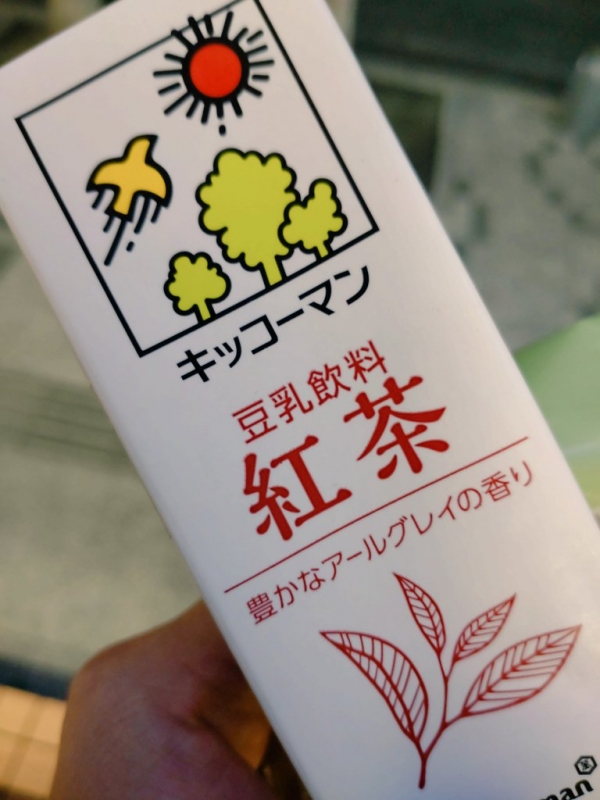 キッコーマン
豆乳飲料
紅茶
豊かなアールグレイの香り